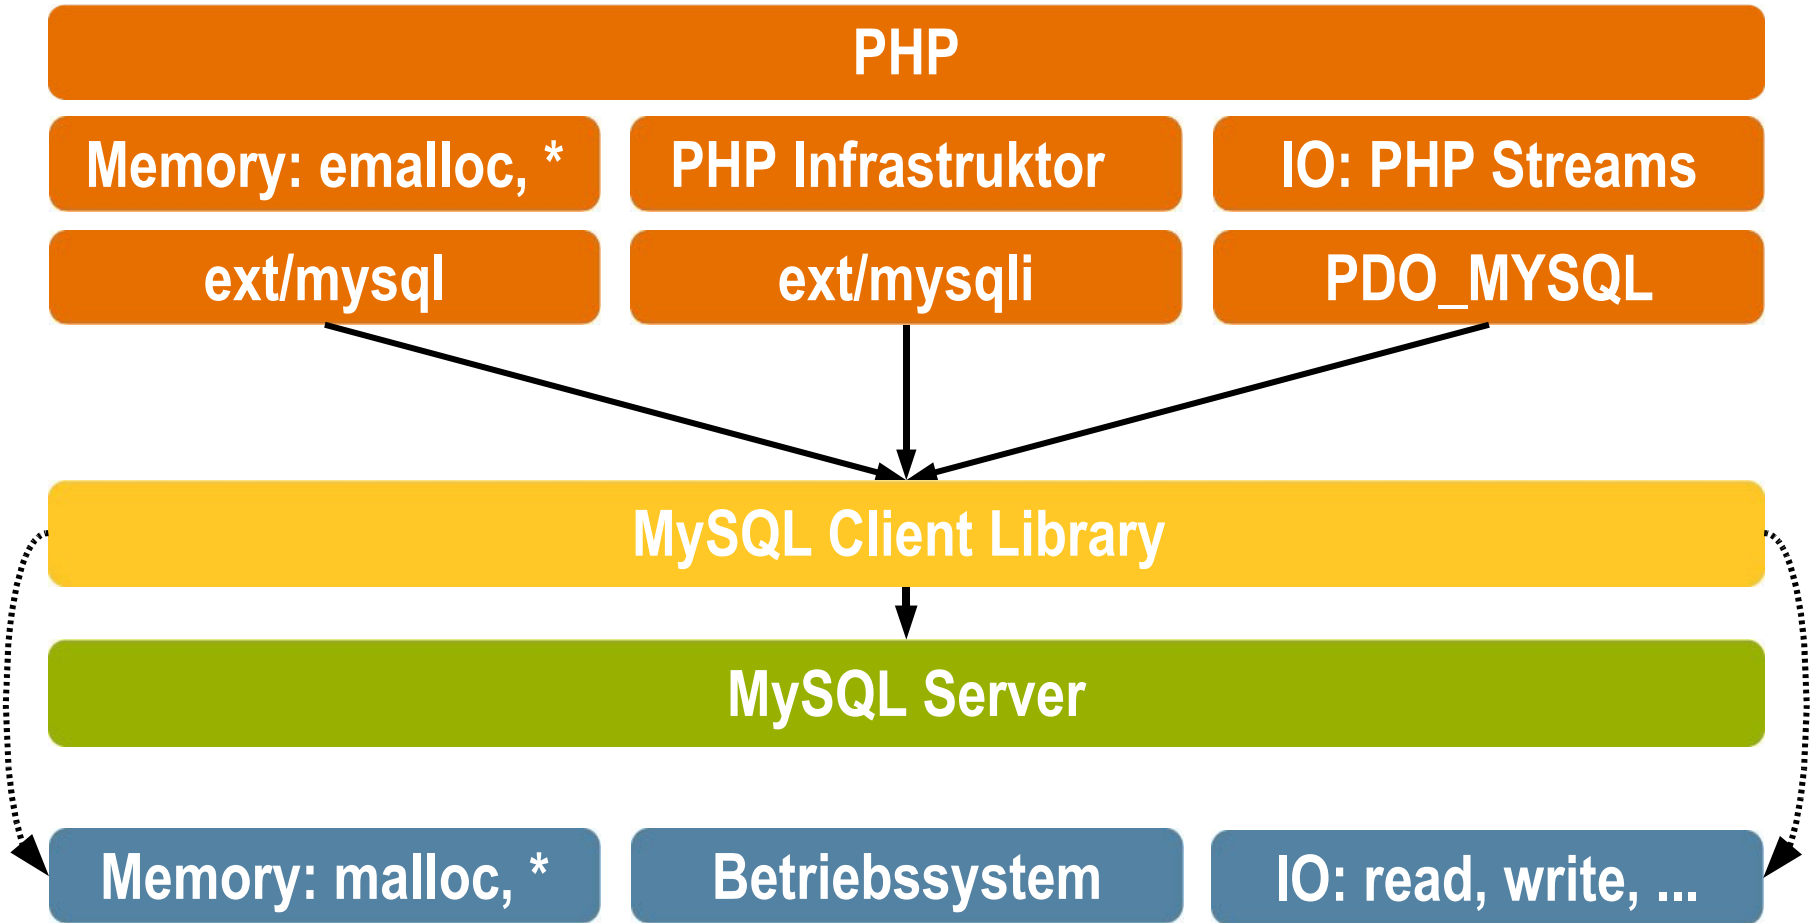 PHP
Memory: emalloc, *
PHP Infrastruktor
IO: PHP Streams
ext/mysql
ext/mysqli
PDO_MYSQL
MySQL Client Library
MySQL Server
Memory: malloc, *
Betriebssystem
IO: read, write, ...